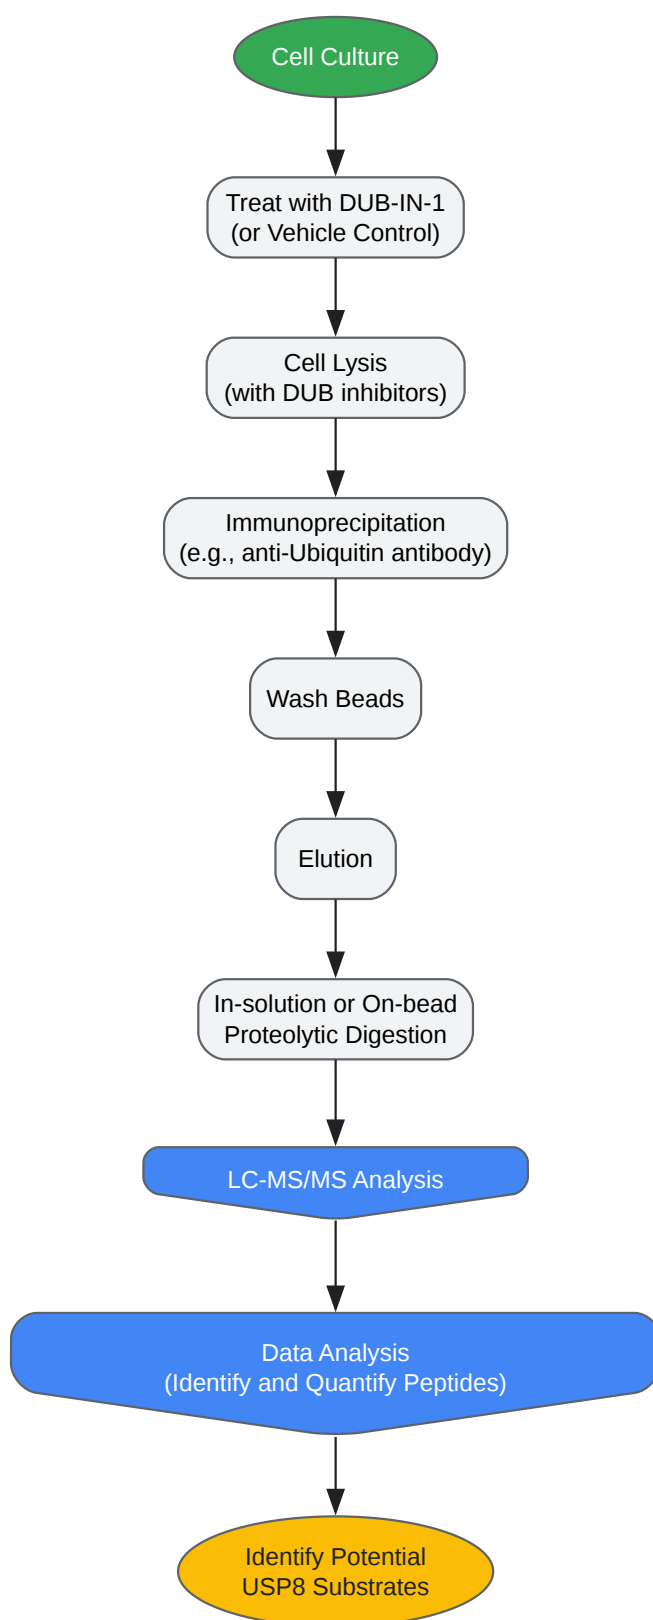 Cell Culture
Treat with DUB-IN-1
(or Vehicle Control)
Cell Lysis
(with DUB inhibitors)
Immunoprecipitation
(e.g., anti-Ubiquitin antibody)
Wash Beads
Elution
In-solution or On-bead
Proteolytic Digestion
LC-MS/MS Analysis
Data Analysis
(Identify and Quantify Peptides)
Identify Potential
USP8 Substrates